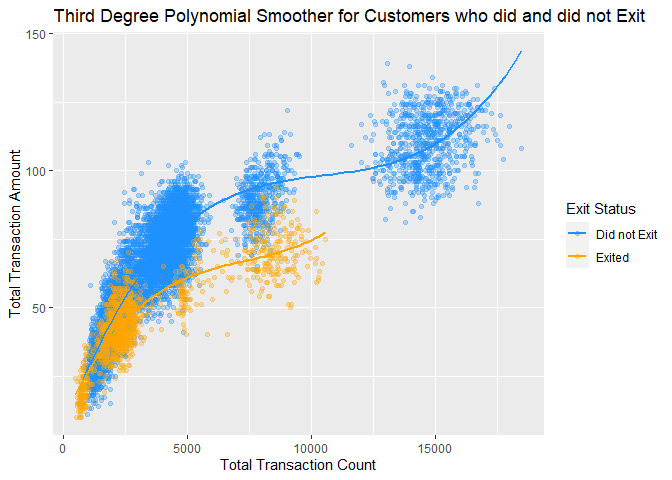 Third Degree Polynomial Smoother for Customers who did and did not Exit
150
100
50
Total Transaction Amount
0
5000
10000
15000
Total Transaction Count
Exit Status
Did not Exit
Exited